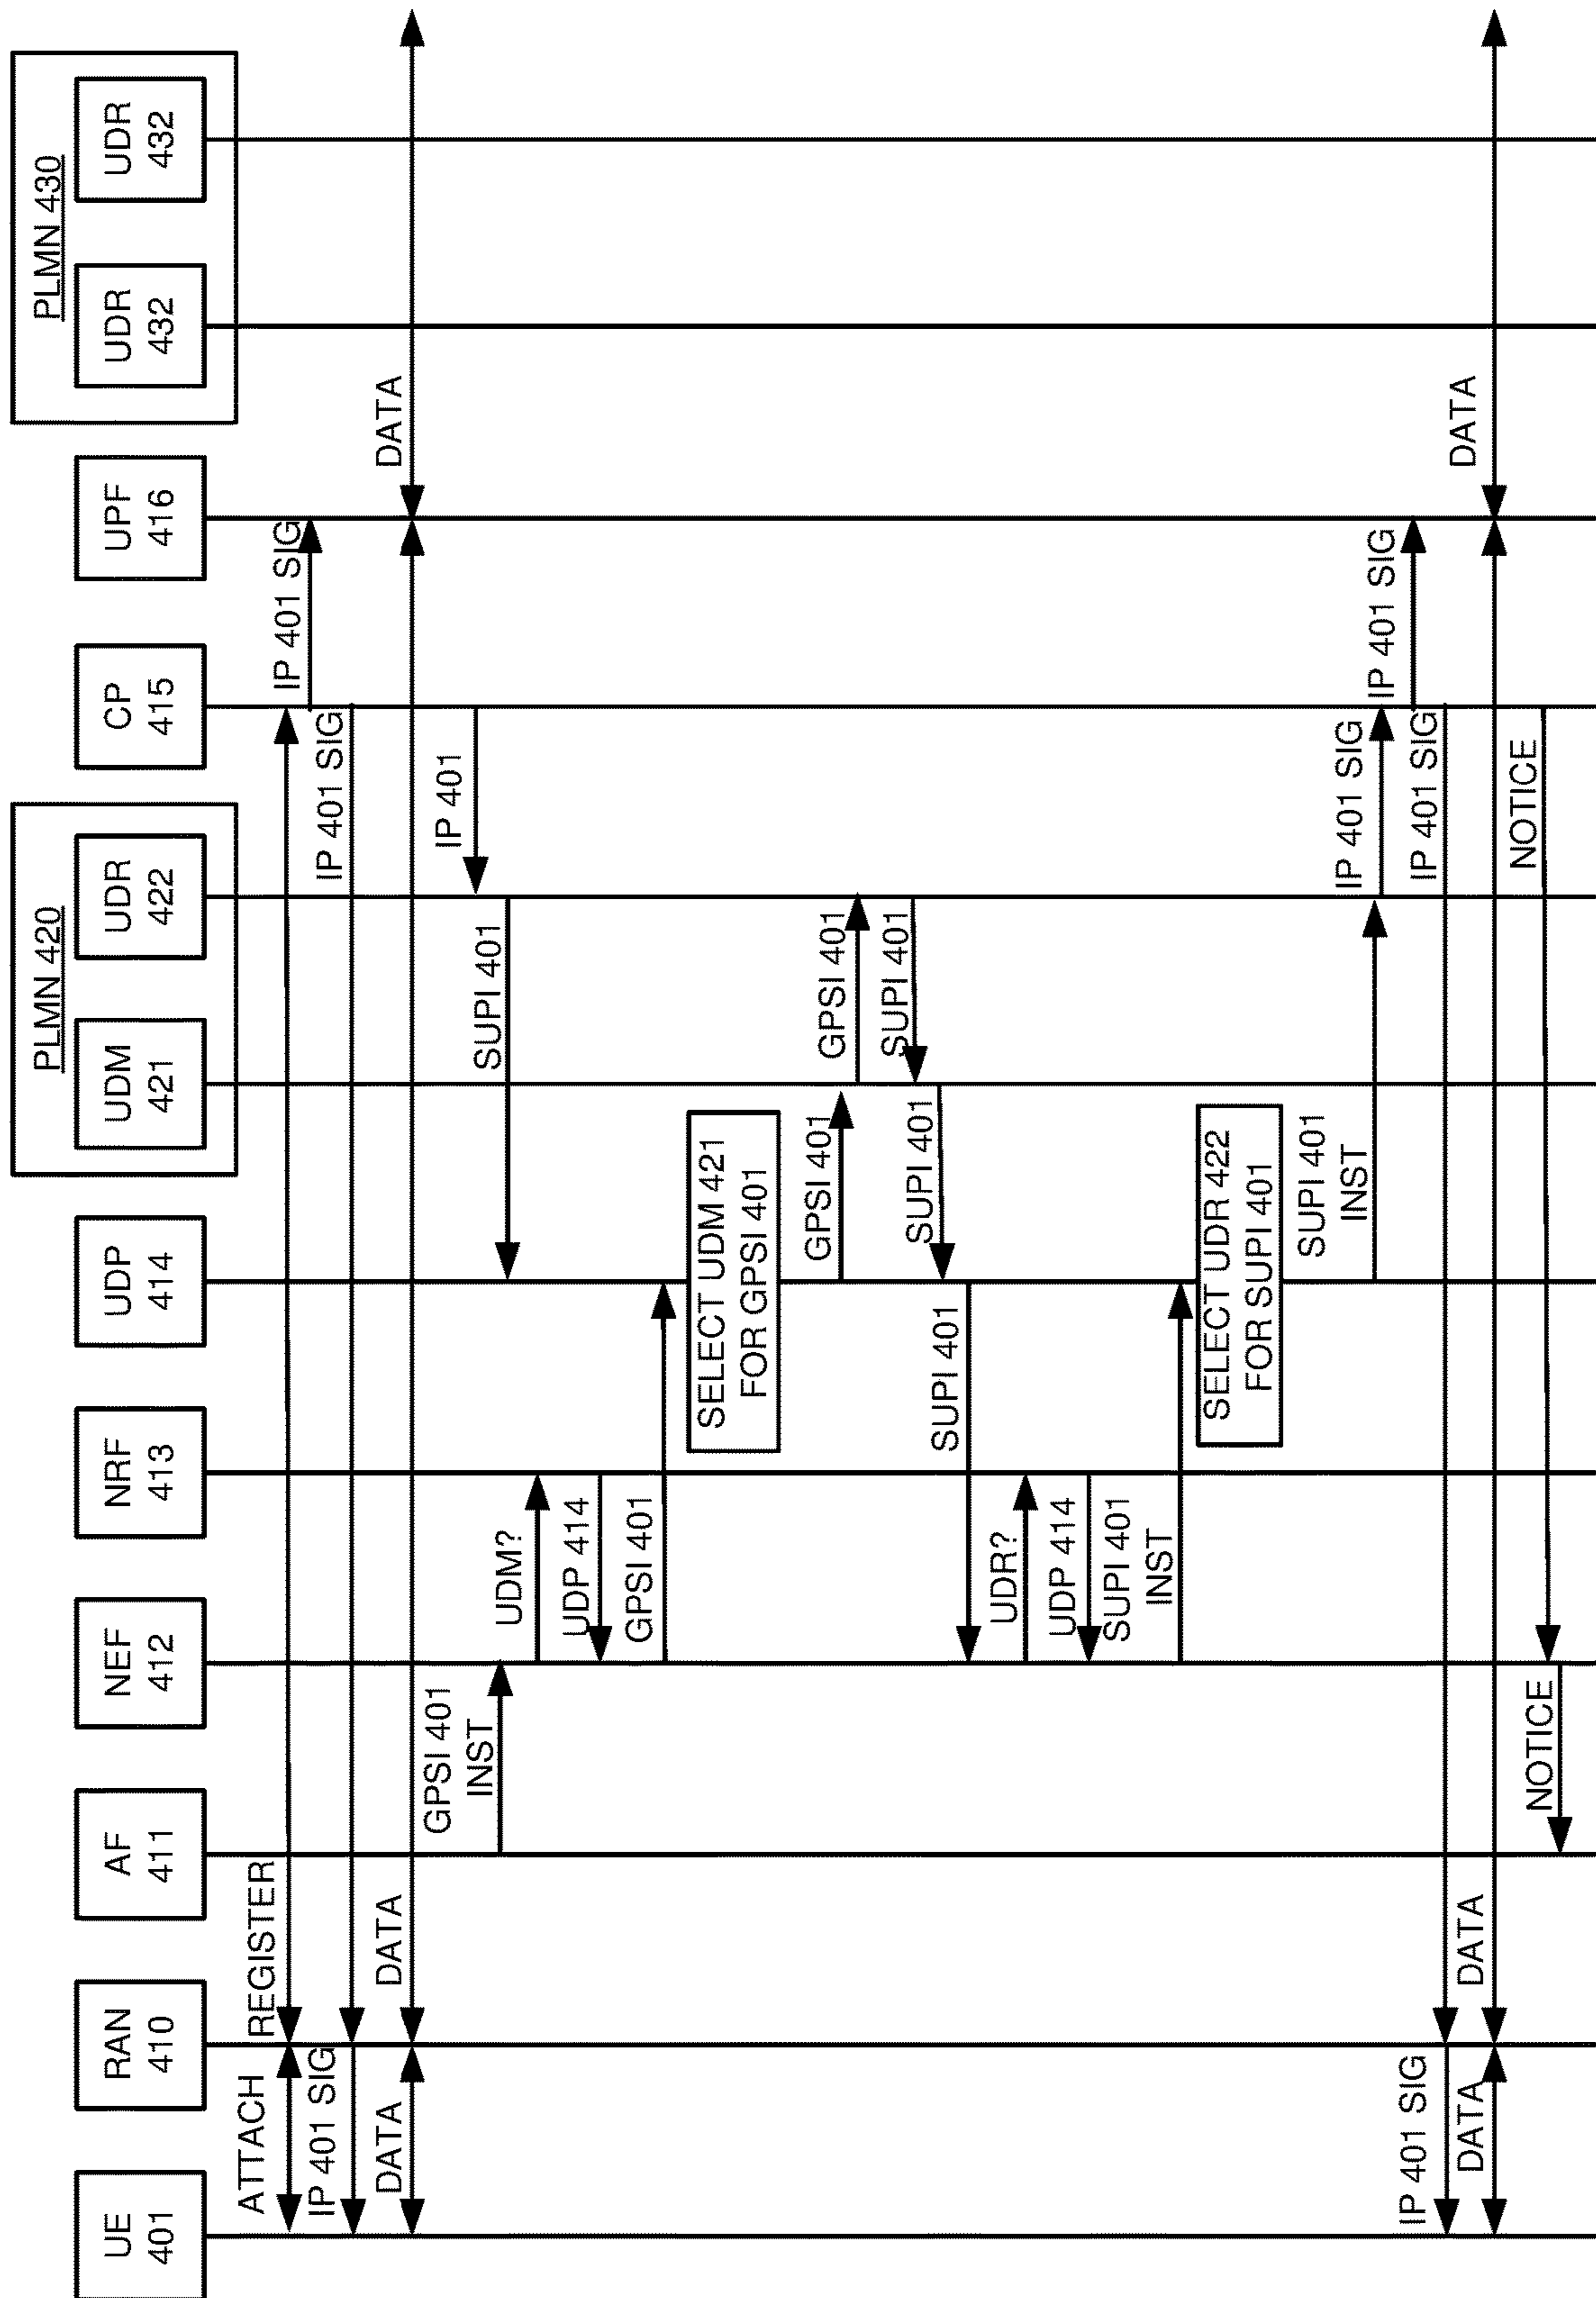 UE
401
RAN
410
AF
411
NEF
412
NRF
413
UDP
414
PLMN 420
UDM
421
UDR
422
CP
415
UPF
416
PLMN 430
UDR
432
UDR
432
ATTACH
REGISTER
IP 401 SIG
IP 401 SIG
IP 401 SIG
DATA
DATA
DATA
IP 401
GPSI 401
INST
SUPI 401
UDM?
UDP 414
GPSI 401
SELECT UDM 421
FOR GPSI 401
GPSI 401
GPSI 401
SUPI 401
SUPI 401
SUPI 401
UDR?
UDP 414
SUPI 401
INST
SELECT UDR 422
FOR SUPI 401
SUPI 401
INST
IP 401 SIG
IP 401 SIG
IP 401 SIG
IP 401 SIG
DATA
DATA
DATA
NOTICE
NOTICE